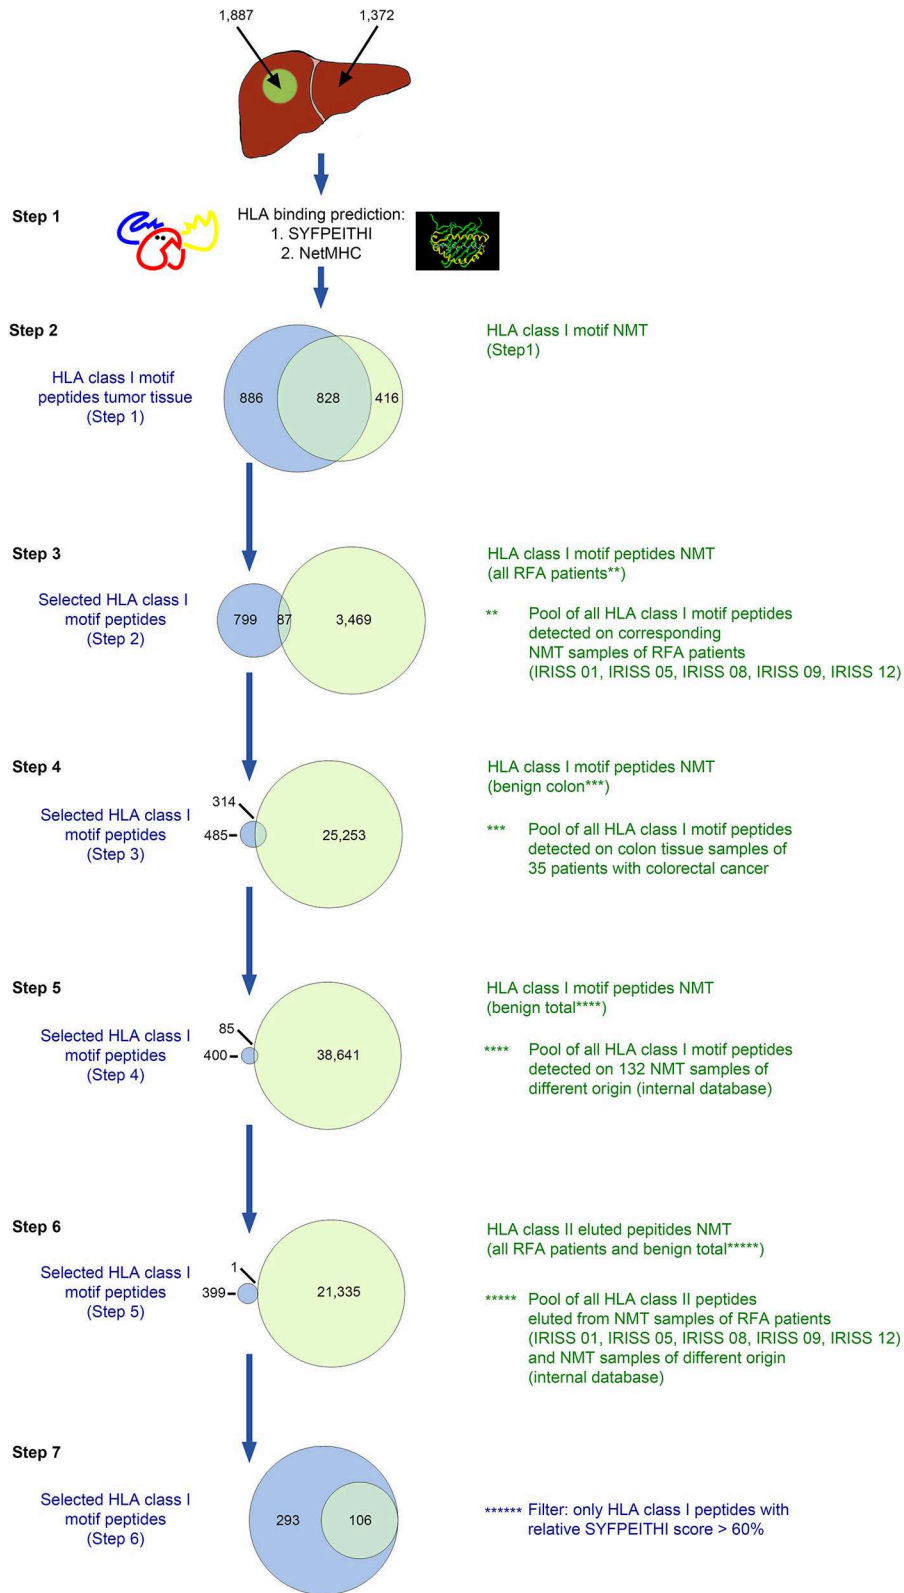 1,887
1,372
Step 1
HLA binding prediction:
1. SYFPEITHI
2. NetMHC
Step 2
HLA class I motif
peptides tumor tissue
(Step 1)
886
828
416
HLA class I motif NMT
(Step1)
Step 3
Selected HLA class I
motif peptides
(Step 2)
799
87
3,469
HLA class I motif peptides NMT
(all RFA patients**)
** Pool of all HLA class I motif peptides
detected on corresponding
NMT samples of RFA patients
(IRISS 01, IRISS 05, IRISS 08, IRISS 09, IRISS 12)
Step 4
Selected HLA class I
motif peptides
(Step 3)
314
485
25,253
HLA class I motif peptides NMT
(benign colon***)
*** Pool of all HLA class I motif peptides
detected on colon tissue samples of
35 patients with colorectal cancer
Step 5
Selected HLA class I
motif peptides
(Step 4)
85
400
38,641
HLA class I motif peptides NMT
(benign total****)
**** Pool of all HLA class I motif peptides
detected on 132 NMT samples of
different origin (internal database)
Step 6
Selected HLA class I
motif peptides
(Step 5)
1
399
21,335
HLA class II eluted pepitides NMT
(all RFA patients and benign total*****)
***** Pool of all HLA class II peptides
eluted from NMT samples of RFA patients
(IRISS 01, IRISS 05, IRISS 08, IRISS 09, IRISS 12)
and NMT samples of different origin
(internal database)
Step 7
Selected HLA class I
motif peptides
(Step 6)
293
106
****** Filter: only HLA class I peptides with
relative SYFPEITHI score > 60%